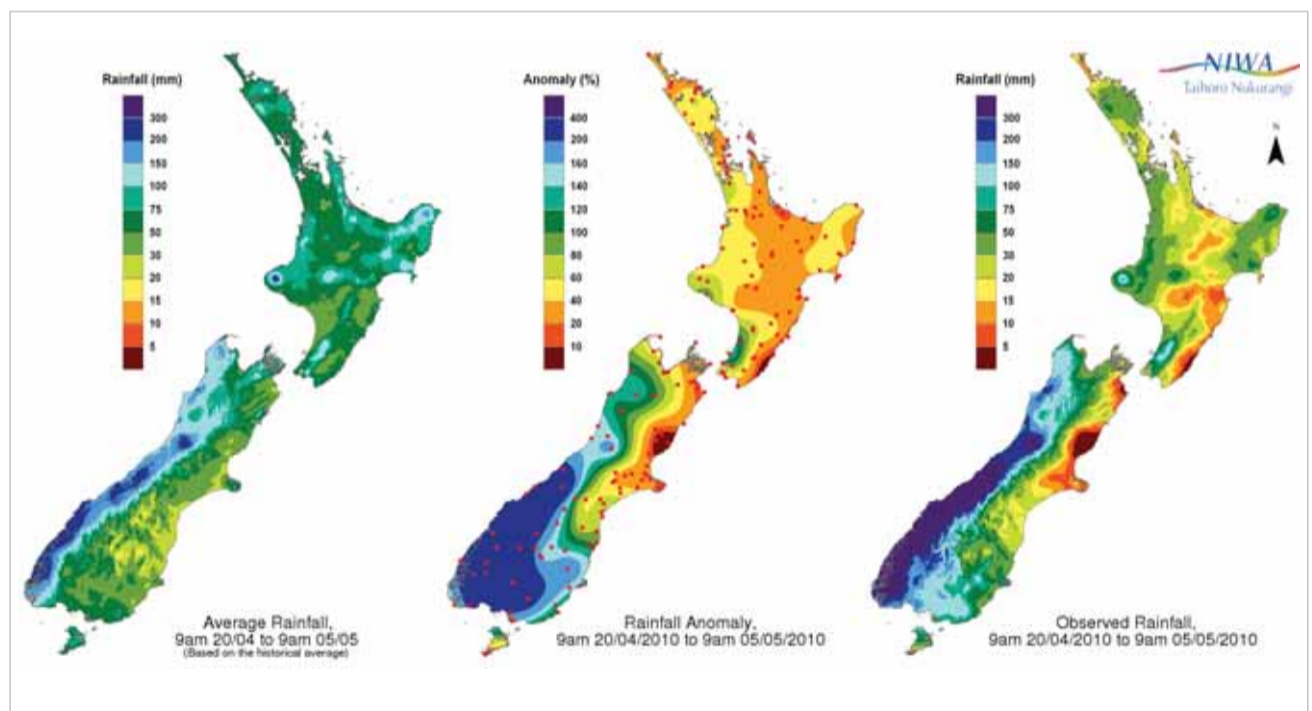 Rainfall (mm)
300
200
150
100
75
50
30
20
15
10
5
Average Rainfall,
9am 20/04 to 9am 05/05
(Based on the historical average)
Anomaly (%)
400
200
160
140
120
100
80
60
40
20
10
Rainfall Anomaly,
9am 20/04/2010 to 9am 05/05/2010
Rainfall (mm)
300
200
150
100
75
50
30
20
15
10
5
NIWA
Taihoro Nukurangi
N
Observed Rainfall,
9am 20/04/2010 to 9am 05/05/2010